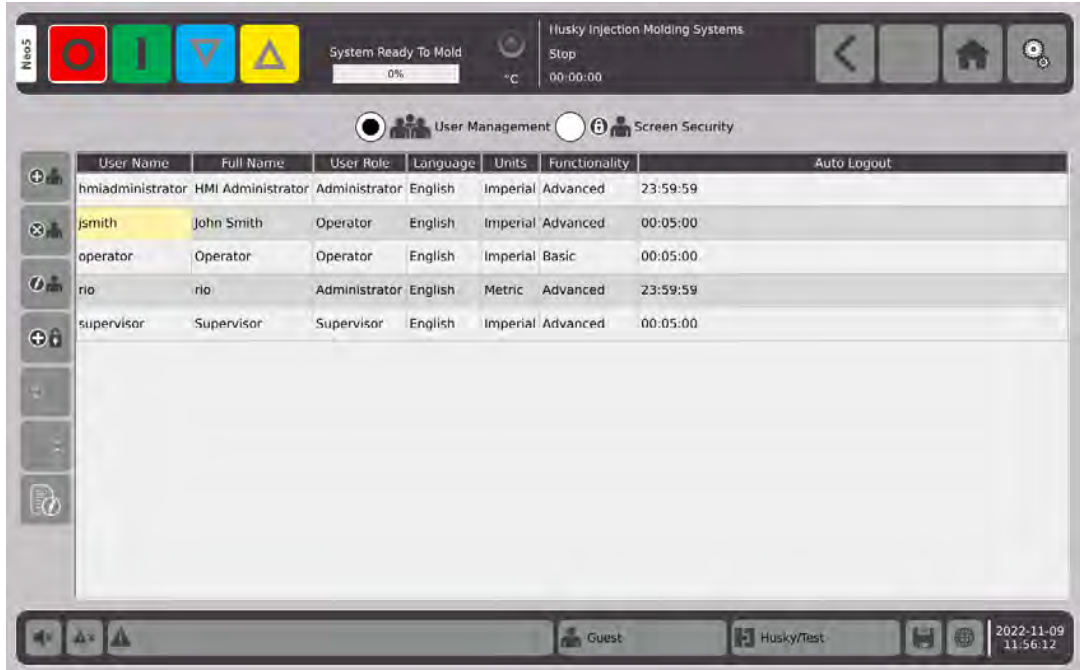 Neo5
System Ready To Mold
0%
°C
Husky Injection Molding Systems
Stop
00:00:00
User Management
Screen Security
User Name Full Name User Role Language Units Functionality Auto Logout
hmiadministrator HMI Administrator Administrator English Imperial Advanced 23:59:59
jsmith John Smith Operator English Imperial Advanced 00:05:00
operator Operator Operator English Imperial Basic 00:05:00
rio rio Administrator English Metric Advanced 23:59:59
supervisor Supervisor Supervisor English Imperial Advanced 00:05:00
Guest
Husky/Test
2022-11-09
11:56:12